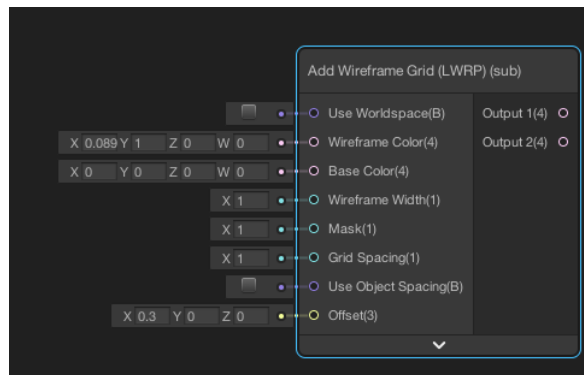 Add Wireframe Grid (LWRP) (sub)
Use Worldspace(B) Output 1(4)
X 0.089 Y 1 Z 0 W 0 Wireframe Color(4) Output 2(4)
X 0 Y 0 Z 0 W 0 Base Color(4)
X 1 Wireframe Width(1)
X 1 Mask(1)
X 1 Grid Spacing(1)
Use Object Spacing(B)
X 0.3 Y 0 Z 0 Offset(3)